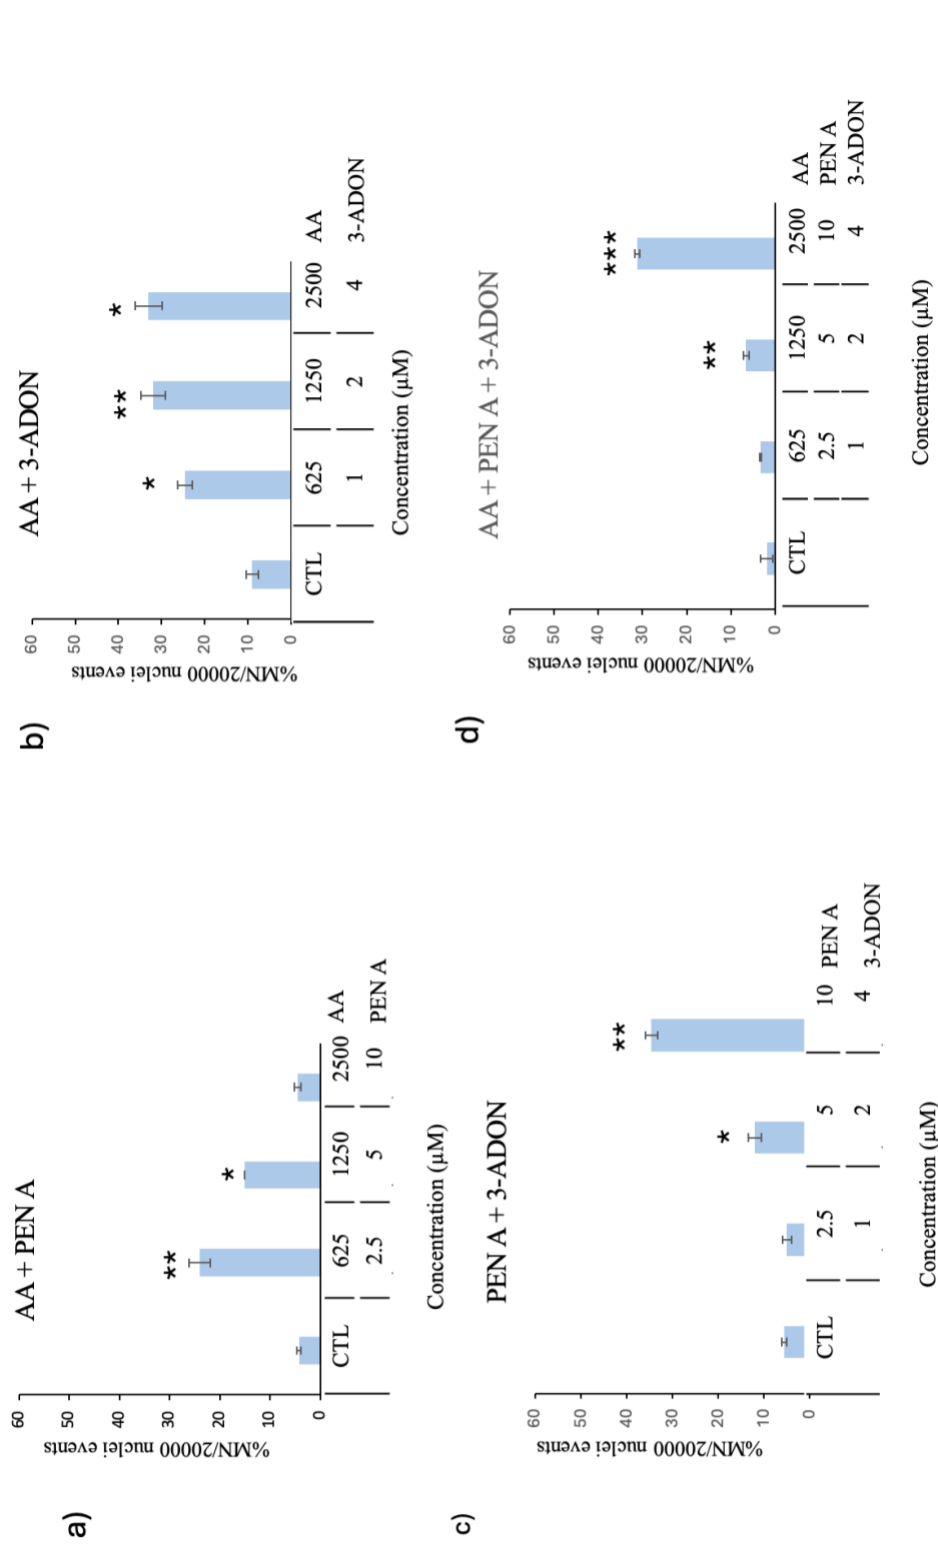 a)
AA + PEN A
%MN/20000 nuclei events
60
50
40
30
20
10
0
** *
CTL 625 1250 2500 AA
2.5 5 10 PEN A
Concentration (µM)
b)
AA + 3-ADON
%MN/20000 nuclei events
60
50
40
30
20
10
0
* ** *
CTL 625 1250 2500 AA
1 2 4 3-ADON
Concentration (µM)
c)
PEN A + 3-ADON
%MN/20000 nuclei events
60
50
40
30
20
10
0
* **
CTL 2.5 5 10 PEN A
1 2 4 3-ADON
Concentration (µM)
d)
AA + PEN A + 3-ADON
%MN/20000 nuclei events
60
50
40
30
20
10
0
** ***
CTL 625 1250 2500 AA
2.5 5 10 PEN A
1 2 4 3-ADON
Concentration (µM)